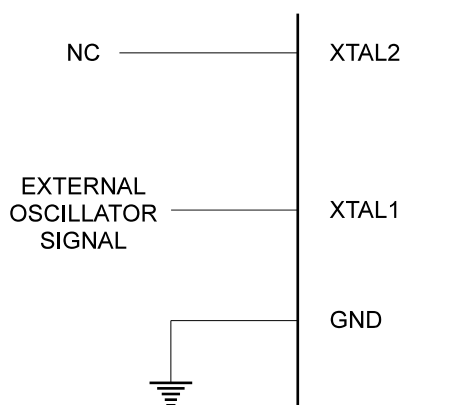 NC
XTAL2
EXTERNAL
OSCILLATOR
SIGNAL
XTAL1
GND